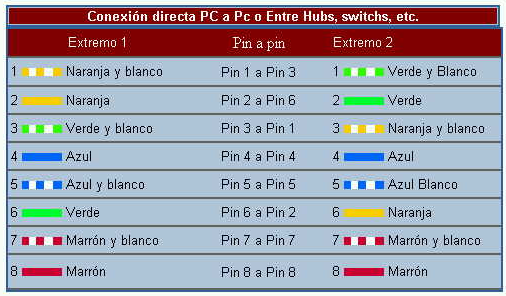 Conexión directa PC a Pc o Entre Hubs, switchs, etc.
Extremo 1 Pin a pin Extremo 2
1 Naranja y blanco Pin 1 a Pin 3 1 Verde y Blanco
2 Naranja Pin 2 a Pin 6 2 Verde
3 Verde y blanco Pin 3 a Pin 1 3 Naranja y blanco
4 Azul Pin 4 a Pin 4 4 Azul
5 Azul y blanco Pin 5 a Pin 5 5 Azul Blanco
6 Verde Pin 6 a Pin 2 6 Naranja
7 Marrón y blanco Pin 7 a Pin 7 7 Marrón y blanco
8 Marrón Pin 8 a Pin 8 8 Marrón